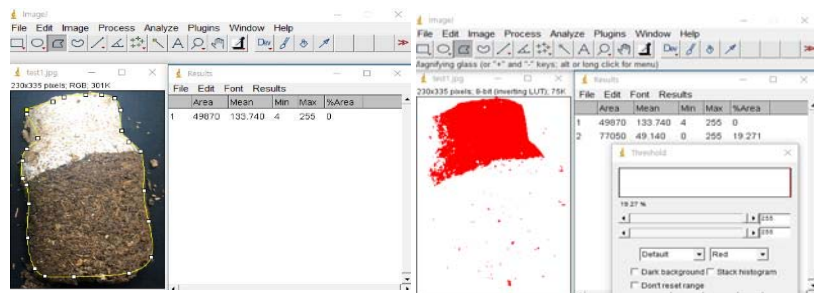 ImageJ
File Edit Image Process Analyze Plugins Window Help
A Dev
test1.jpg
230x335 pixels; RGB; 301K
Results
File Edit Font Results
Area Mean Min Max %Area
1 49870 133.740 4 255 0
ImageJ
File Edit Image Process Analyze Plugins Window Help
A Dev
Magnifying glass (or "+" and "-" keys; alt or long click for menu)
test1.jpg
230x335 pixels; 8-bit (inverting LUT); 75K
Results
File Edit Font Results
Area Mean Min Max %Area
1 49870 133.740 4 255 0
2 77050 49.140 0 255 19.271
Threshold
19.27 %
255
255
Default Red
Dark background Stack histogram
Don't reset range